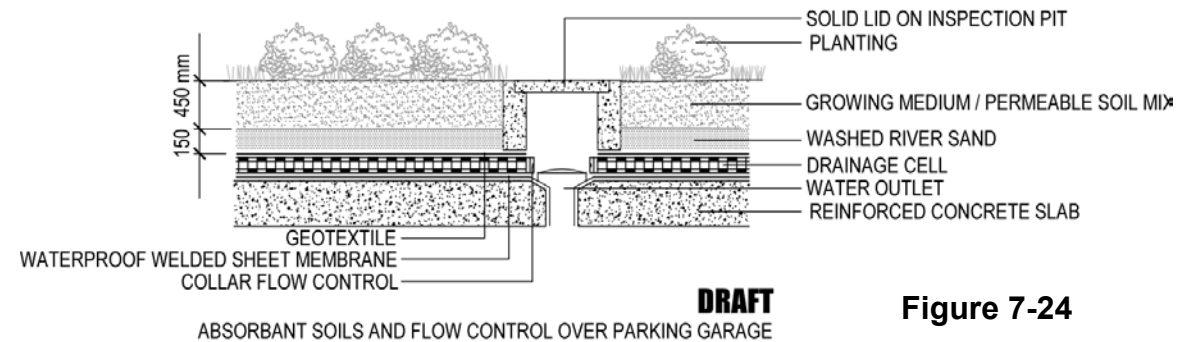 SOLID LID ON INSPECTION PIT
PLANTING
450 mm
GROWING MEDIUM / PERMEABLE SOIL MIX
150
WASHED RIVER SAND
DRAINAGE CELL
WATER OUTLET
REINFORCED CONCRETE SLAB
GEOTEXTILE
WATERPROOF WELDED SHEET MEMBRANE
COLLAR FLOW CONTROL
DRAFT
Figure 7-24
ABSORBANT SOILS AND FLOW CONTROL OVER PARKING GARAGE